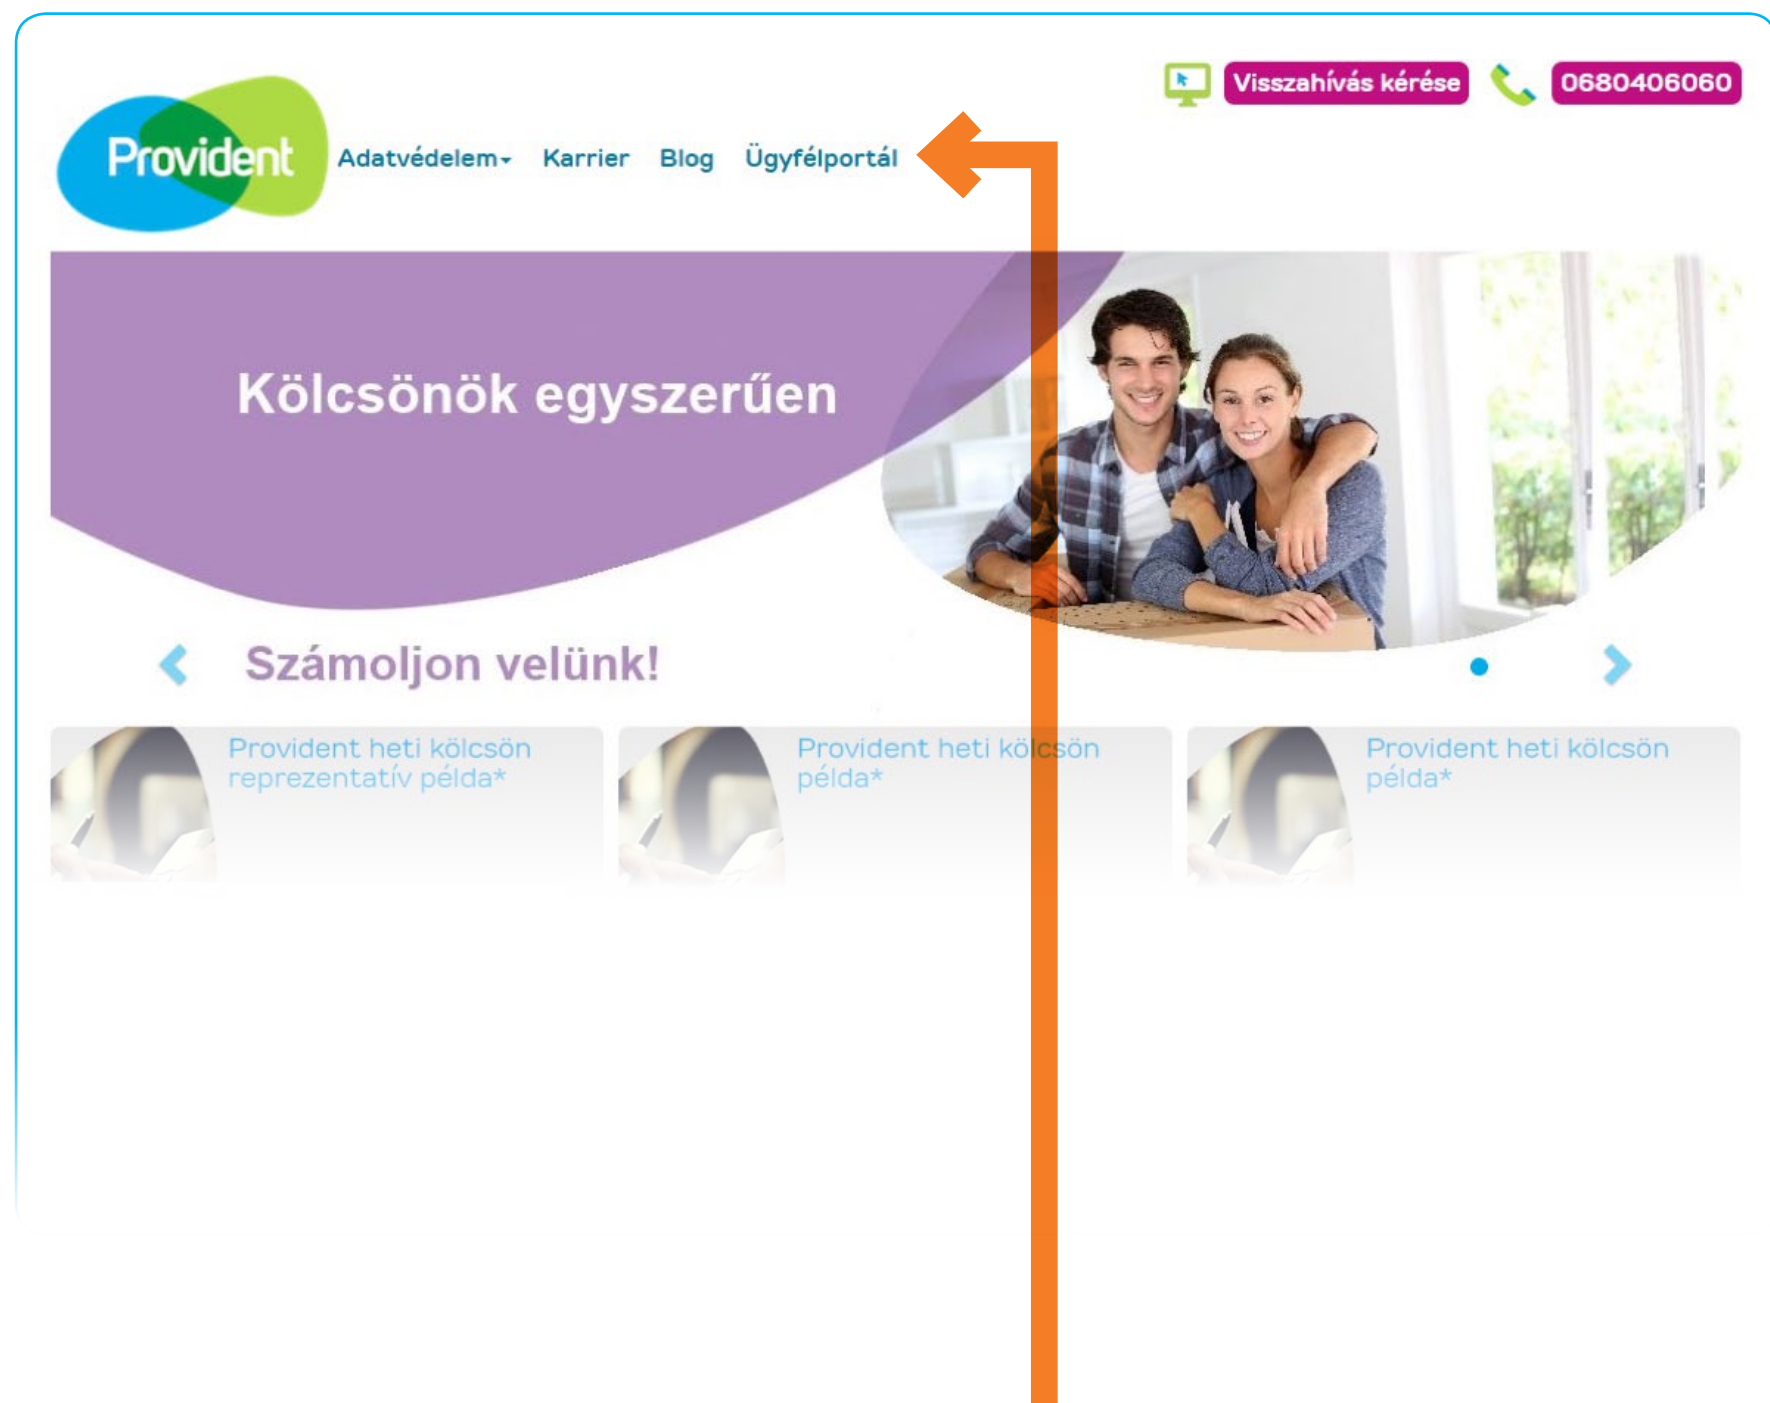 Visszahívás kérése 0680406060
Provident
Adatvédelem Karrier Blog Ügyfélportál
Kölcsönök egyszerűen
Számoljon velünk!
Provident heti kölcsön
reprezentatív példa*
Provident heti kölcsön
példa*
Provident heti kölcsön
példa*